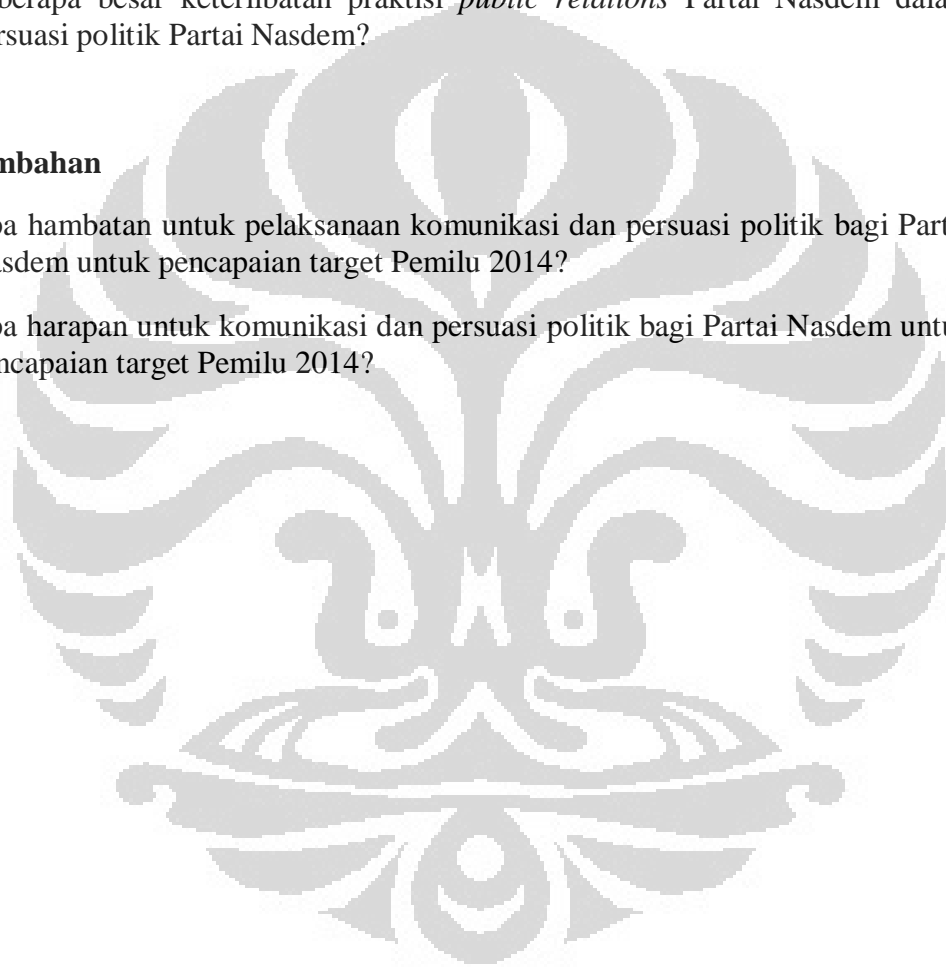 berapa besar keterlibatan praktisi public relations Partai Nasdem dala
rsuasi politik Partai Nasdem?
mbahan
pa hambatan untuk pelaksanaan komunikasi dan persuasi politik bagi Part
asdem untuk pencapaian target Pemilu 2014?
pa harapan untuk komunikasi dan persuasi politik bagi Partai Nasdem untu
ncapaian target Pemilu 2014?